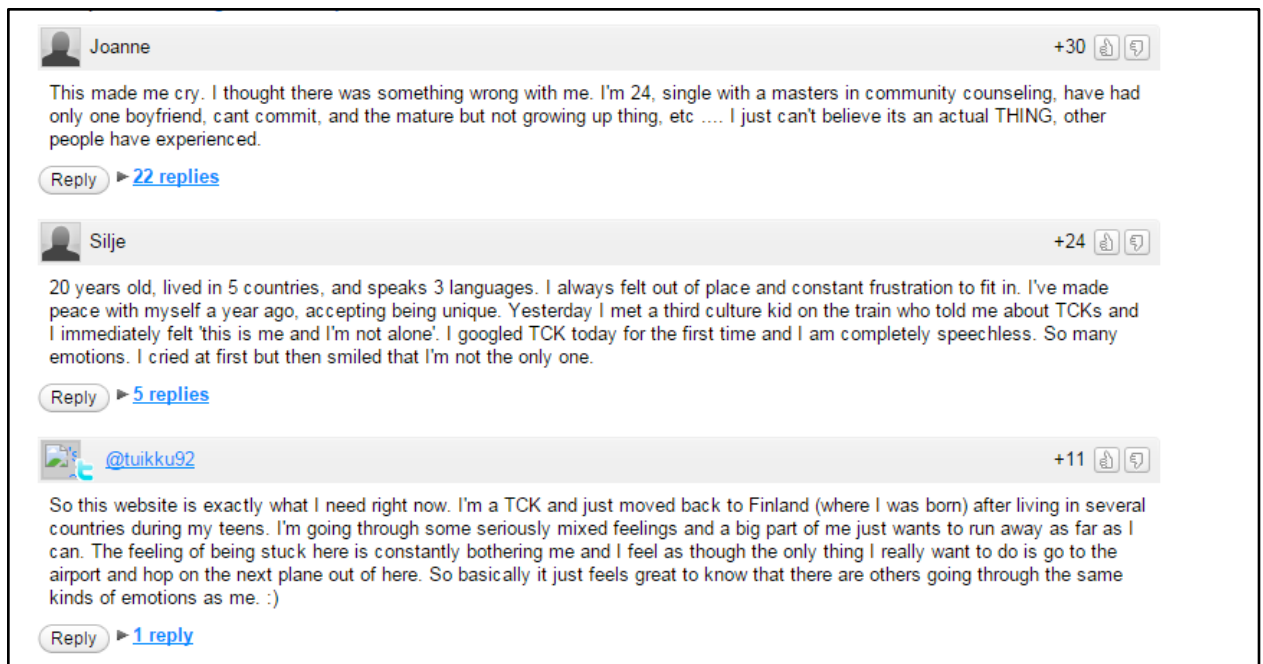 Joanne +30
This made me cry. I thought there was something wrong with me. I'm 24, single with a masters in community counseling, have had
only one boyfriend, cant commit, and the mature but not growing up thing, etc .... I just can't believe its an actual THING, other
people have experienced.
Reply ► 22 replies
Silje +24
20 years old, lived in 5 countries, and speaks 3 languages. I always felt out of place and constant frustration to fit in. I've made
peace with myself a year ago, accepting being unique. Yesterday I met a third culture kid on the train who told me about TCKs and
I immediately felt 'this is me and I'm not alone'. I googled TCK today for the first time and I am completely speechless. So many
emotions. I cried at first but then smiled that I'm not the only one.
Reply ► 5 replies
@tuikku92 +11
So this website is exactly what I need right now. I'm a TCK and just moved back to Finland (where I was born) after living in several
countries during my teens. I'm going through some seriously mixed feelings and a big part of me just wants to run away as far as I
can. The feeling of being stuck here is constantly bothering me and I feel as though the only thing I really want to do is go to the
airport and hop on the next plane out of here. So basically it just feels great to know that there are others going through the same
kinds of emotions as me. :)
Reply ► 1 reply